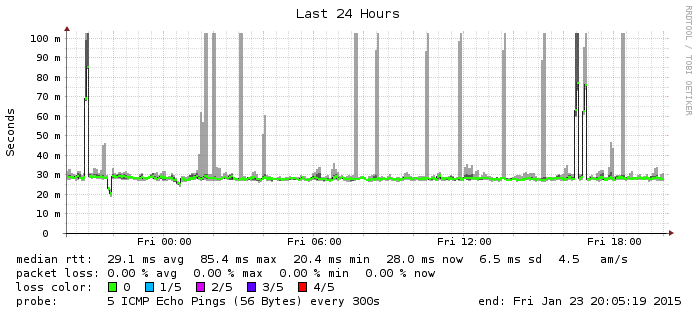 Last 24 Hours
RRDTOOL / TOBI OETIKER
Seconds
100 m
90 m
80 m
70 m
60 m
50 m
40 m
30 m
20 m
10 m
0
Fri 00:00 Fri 06:00 Fri 12:00 Fri 18:00
median rtt: 29.1 ms avg 85.4 ms max 20.4 ms min 28.0 ms now 6.5 ms sd 4.5 am/s
packet loss: 0.00 % avg 0.00 % max 0.00 % min 0.00 % now
loss color: 0 1/5 2/5 3/5 4/5
probe: 5 ICMP Echo Pings (56 Bytes) every 300s end: Fri Jan 23 20:05:19 2015